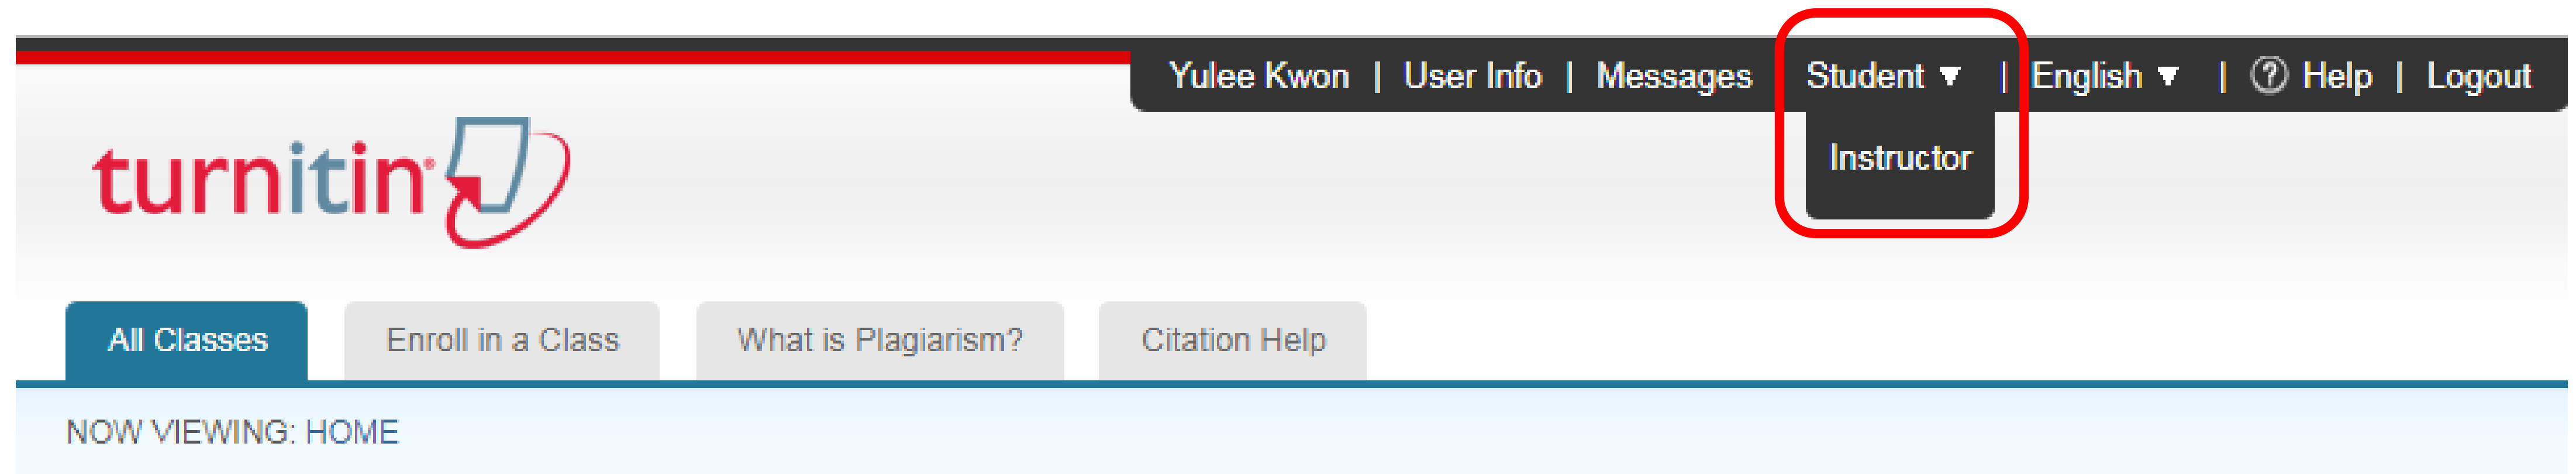 Yulee Kwon | User Info | Messages Student ▼ | English ▼ | ? Help | Logout
Instructor
turnitin
All Classes Enroll in a Class What is Plagiarism? Citation Help
NOW VIEWING: HOME